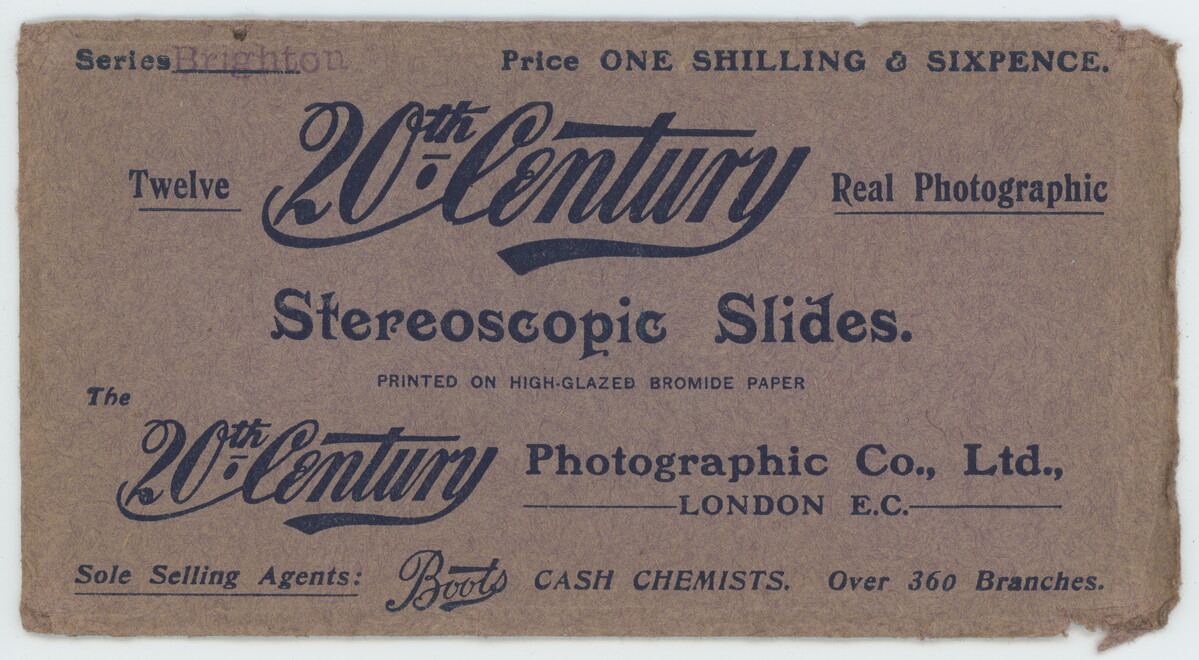 Series Brighton Price ONE SHILLING & SIXPENCE.
Twelve 20th Century Real Photographic
Stereoscopic Slides.
PRINTED ON HIGH-GLAZED BROMIDE PAPER
The
20th Century Photographic Co., Ltd.,
LONDON E.C.
Sole Selling Agents: Boots CASH CHEMISTS. Over 360 Branches.